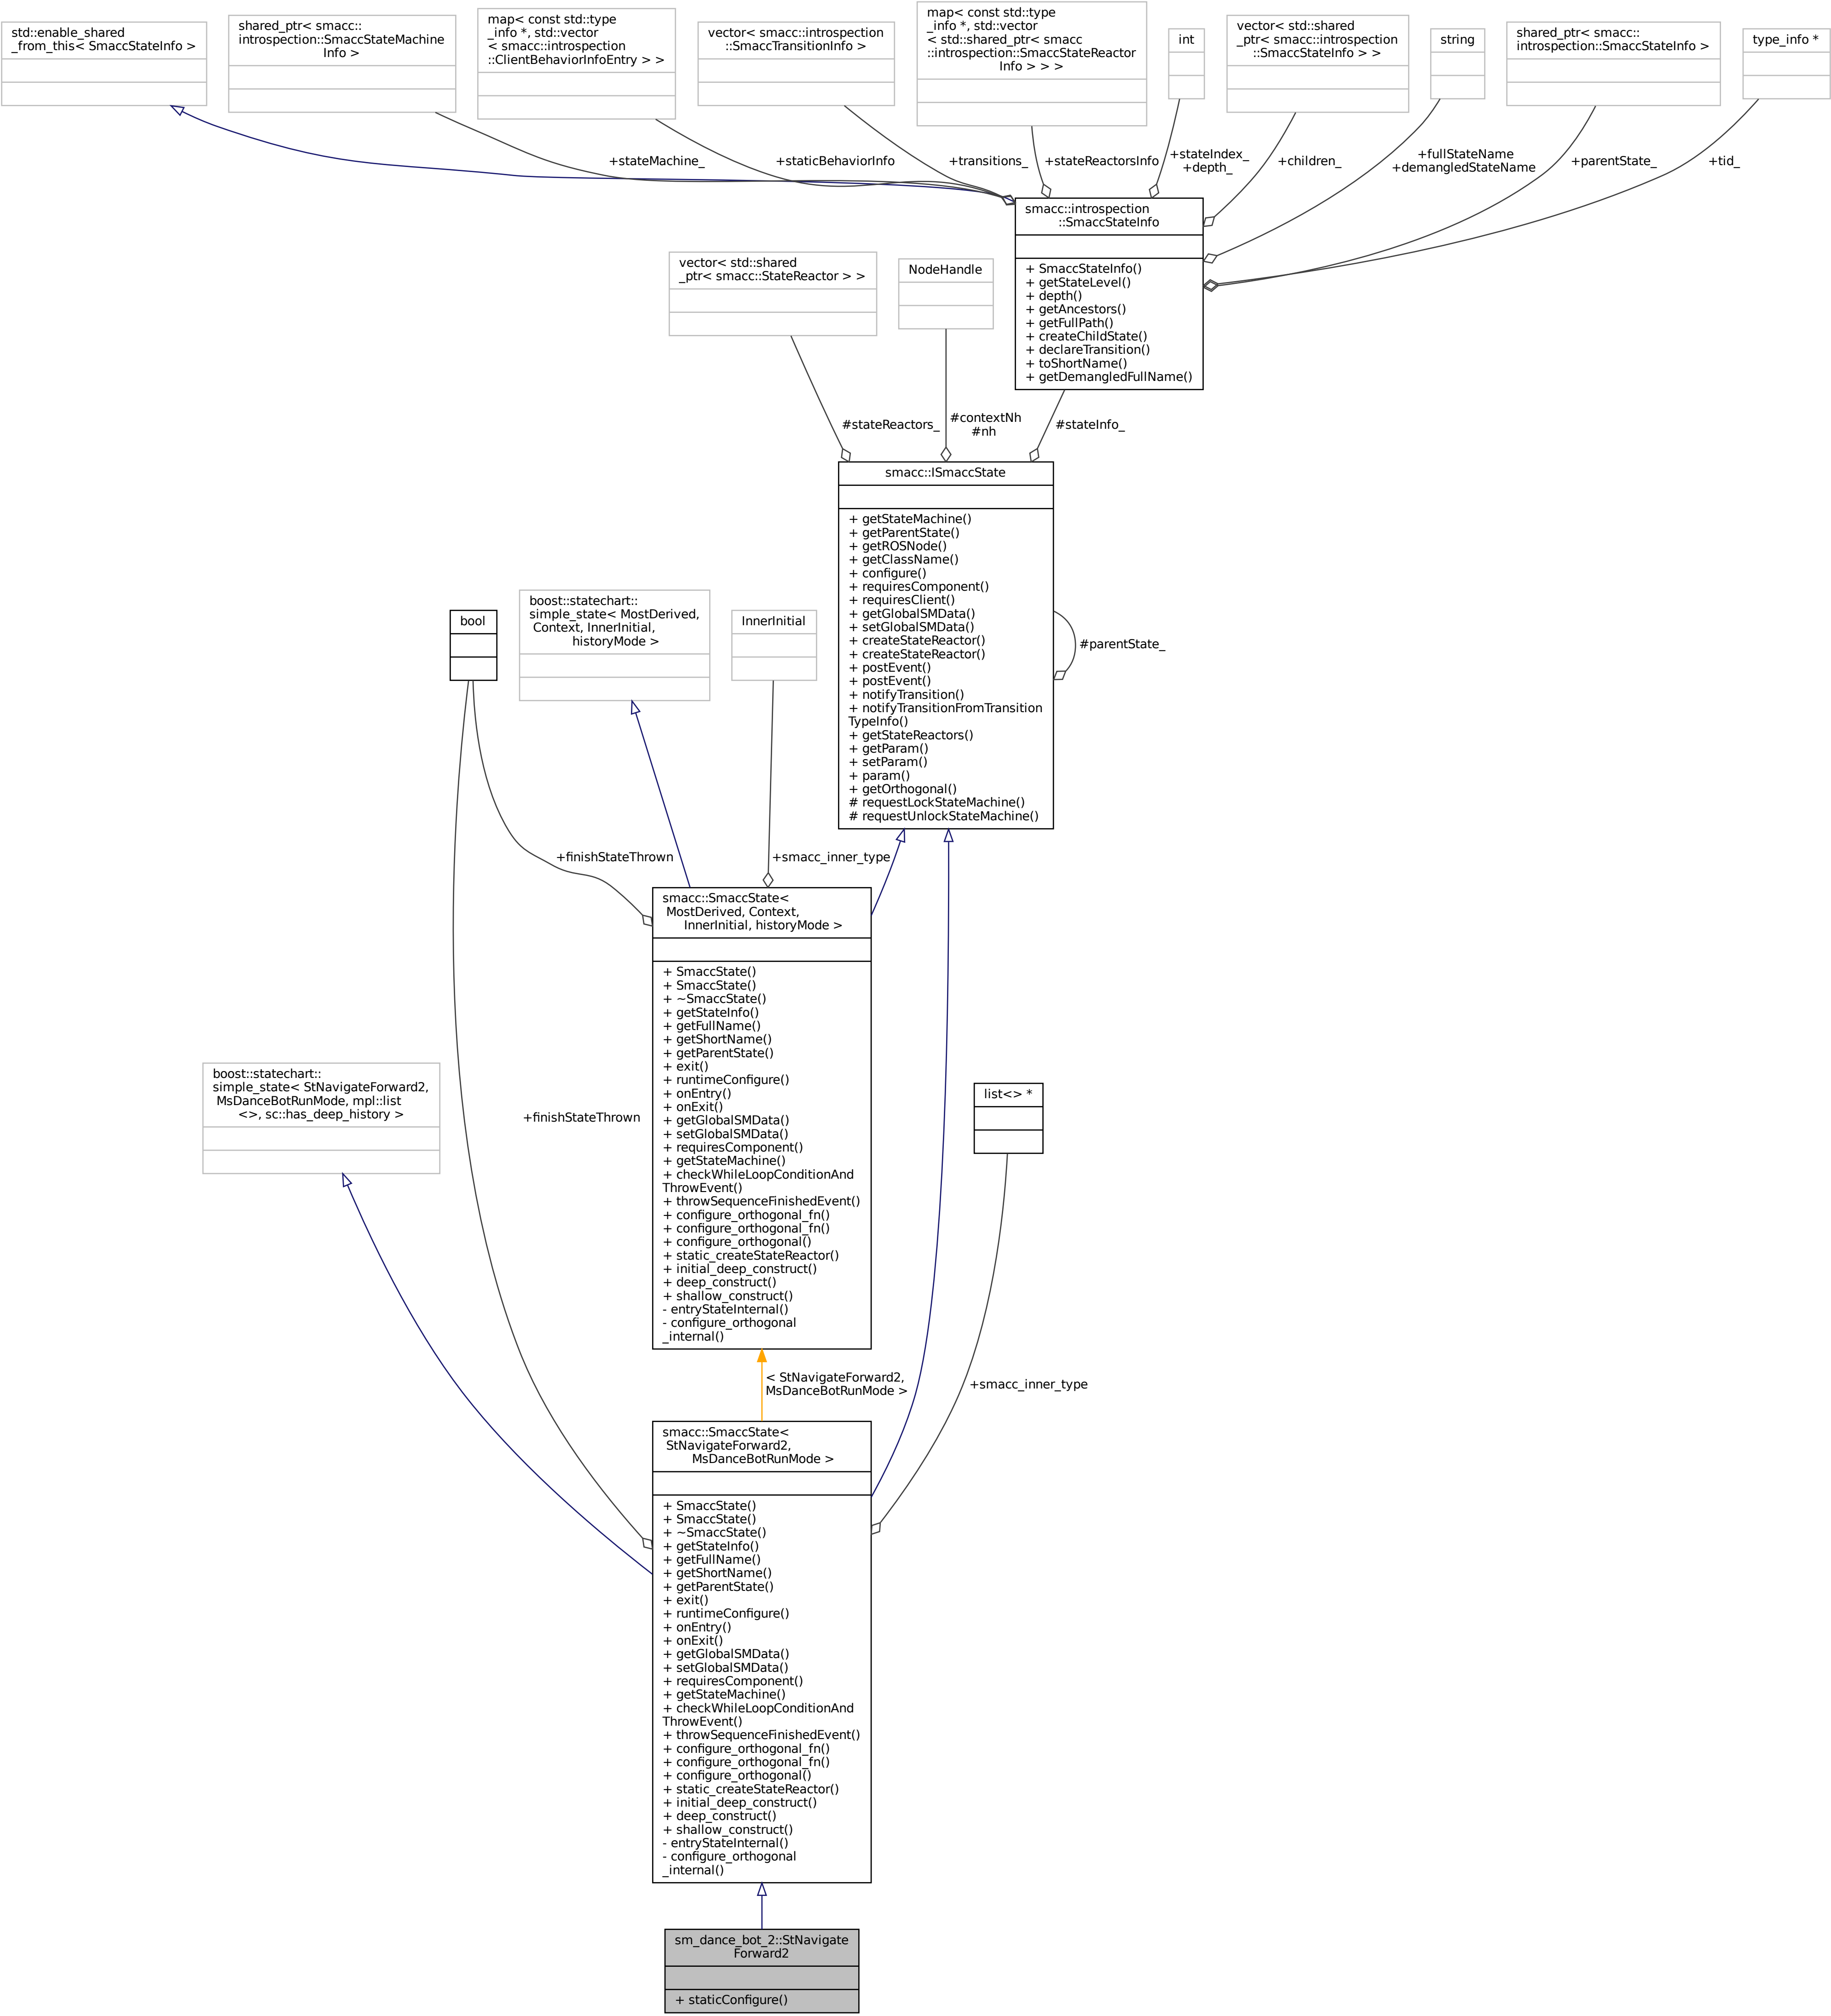 std::enable_shared
_from_this< SmaccStateInfo >
shared_ptr< smacc::
introspection::SmaccStateMachine
Info >
map< const std::type
_info *, std::vector
< smacc::introspection
::ClientBehaviorInfoEntry > >
vector< smacc::introspection
::SmaccTransitionInfo >
map< const std::type
_info *, std::vector
< std::shared_ptr< smacc
::introspection::SmaccStateReactor
Info > > >
int
vector< std::shared
_ptr< smacc::introspection
::SmaccStateInfo > >
string
shared_ptr< smacc::
introspection::SmaccStateInfo >
type_info *
+stateMachine_
+staticBehaviorInfo
+transitions_
+stateReactorsInfo
+stateIndex_
+depth_
+children_
+fullStateName
+demangledStateName
+parentState_
+tid_
smacc::introspection
::SmaccStateInfo
+ SmaccStateInfo()
+ getStateLevel()
+ depth()
+ getAncestors()
+ getFullPath()
+ createChildState()
+ declareTransition()
+ toShortName()
+ getDemangledFullName()
vector< std::shared
_ptr< smacc::StateReactor > >
NodeHandle
#stateReactors_
#contextNh
#nh
#stateInfo_
smacc::ISmaccState
+ getStateMachine()
+ getParentState()
+ getROSNode()
+ getClassName()
+ configure()
+ requiresComponent()
+ requiresClient()
+ getGlobalSMData()
+ setGlobalSMData()
+ createStateReactor()
+ createStateReactor()
+ postEvent()
+ postEvent()
+ notifyTransition()
+ notifyTransitionFromTransition
TypeInfo()
+ getStateReactors()
+ getParam()
+ setParam()
+ param()
+ getOrthogonal()
# requestLockStateMachine()
# requestUnlockStateMachine()
#parentState_
bool
boost::statechart::
simple_state< MostDerived,
Context, InnerInitial,
historyMode >
InnerInitial
+finishStateThrown
+smacc_inner_type
smacc::SmaccState<
MostDerived, Context,
InnerInitial, historyMode >
+ SmaccState()
+ SmaccState()
+ ~SmaccState()
+ getStateInfo()
+ getFullName()
+ getShortName()
+ getParentState()
+ exit()
+ runtimeConfigure()
+ onEntry()
+ onExit()
+ getGlobalSMData()
+ setGlobalSMData()
+ requiresComponent()
+ getStateMachine()
+ checkWhileLoopConditionAnd
ThrowEvent()
+ throwSequenceFinishedEvent()
+ configure_orthogonal_fn()
+ configure_orthogonal_fn()
+ configure_orthogonal()
+ static_createStateReactor()
+ initial_deep_construct()
+ deep_construct()
+ shallow_construct()
- entryStateInternal()
- configure_orthogonal
_internal()
boost::statechart::
simple_state< StNavigateForward2,
MsDanceBotRunMode, mpl::list
<>, sc::has_deep_history >
+finishStateThrown
list<> *
< StNavigateForward2,
MsDanceBotRunMode >
+smacc_inner_type
smacc::SmaccState<
StNavigateForward2,
MsDanceBotRunMode >
+ SmaccState()
+ SmaccState()
+ ~SmaccState()
+ getStateInfo()
+ getFullName()
+ getShortName()
+ getParentState()
+ exit()
+ runtimeConfigure()
+ onEntry()
+ onExit()
+ getGlobalSMData()
+ setGlobalSMData()
+ requiresComponent()
+ getStateMachine()
+ checkWhileLoopConditionAnd
ThrowEvent()
+ throwSequenceFinishedEvent()
+ configure_orthogonal_fn()
+ configure_orthogonal_fn()
+ configure_orthogonal()
+ static_createStateReactor()
+ initial_deep_construct()
+ deep_construct()
+ shallow_construct()
- entryStateInternal()
- configure_orthogonal
_internal()
sm_dance_bot_2::StNavigate
Forward2
+ staticConfigure()